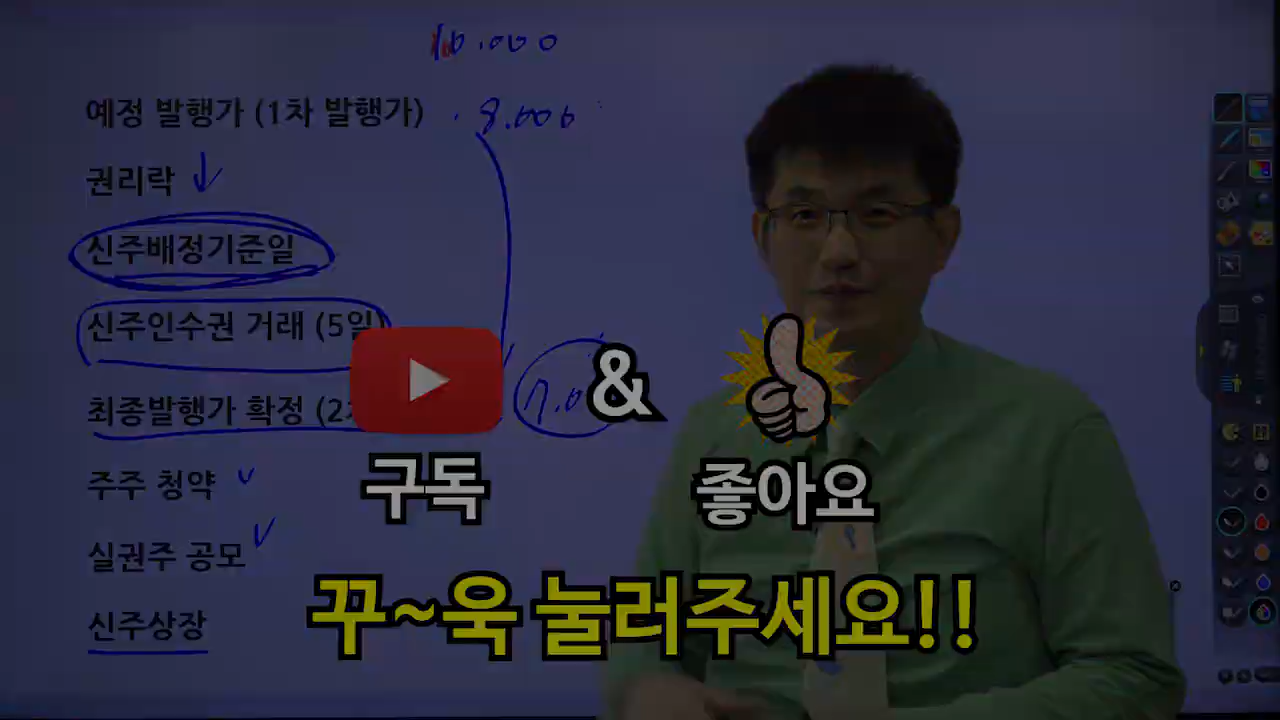 10.000
예정 발행가 (1차 발행가) 8.000
권리락
신주배정기준일
신주인수권 거래 (5일)
최종발행가 확정 (2
7.0
&
주주 청약
구독
좋아요
실권주 공모
꾸~욱 눌러주세요!!
신주상장